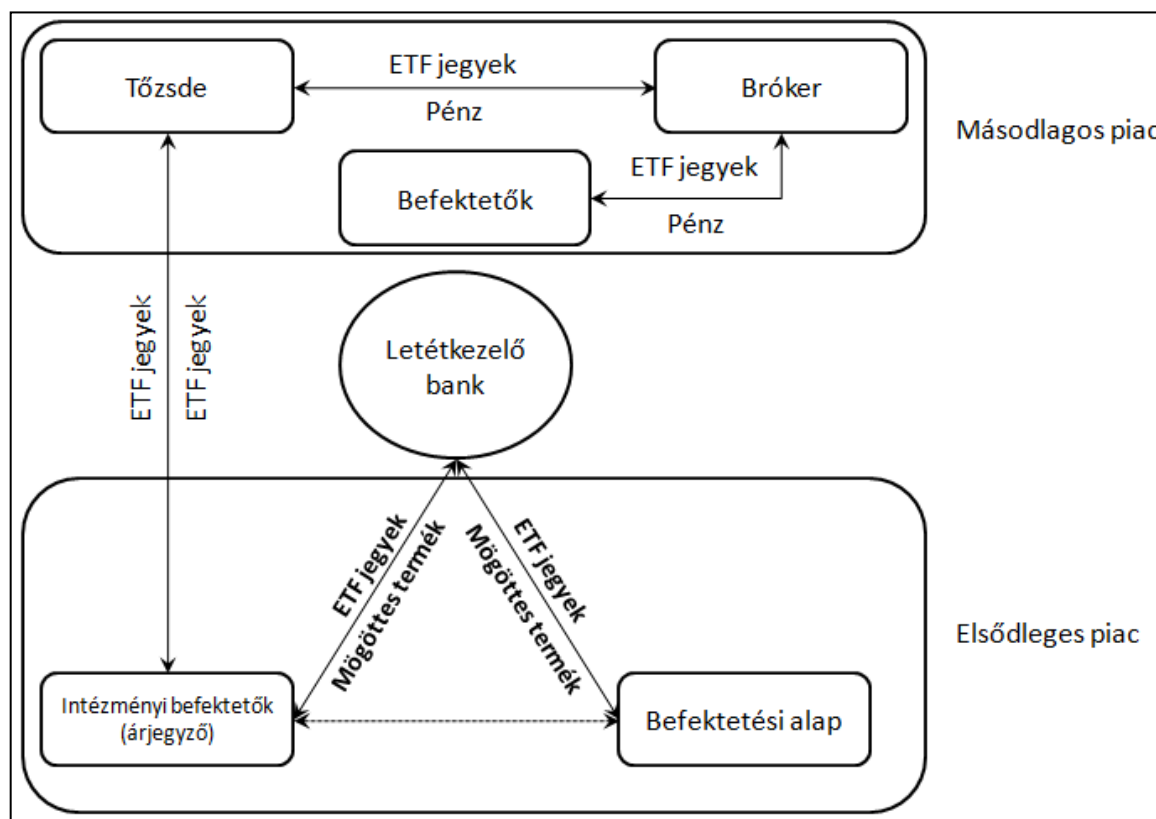 Tőzsde
ETF jegyek
Pénz
Bróker
Másodlagos piac
Befektetők
ETF jegyek
Pénz
ETF jegyek
ETF jegyek
Letétkezelő
bank
ETF jegyek
Mögöttes termék
ETF jegyek
Mögöttes termék
Elsődleges piac
Intézményi befektetők
(árjegyző)
Befektetési alap